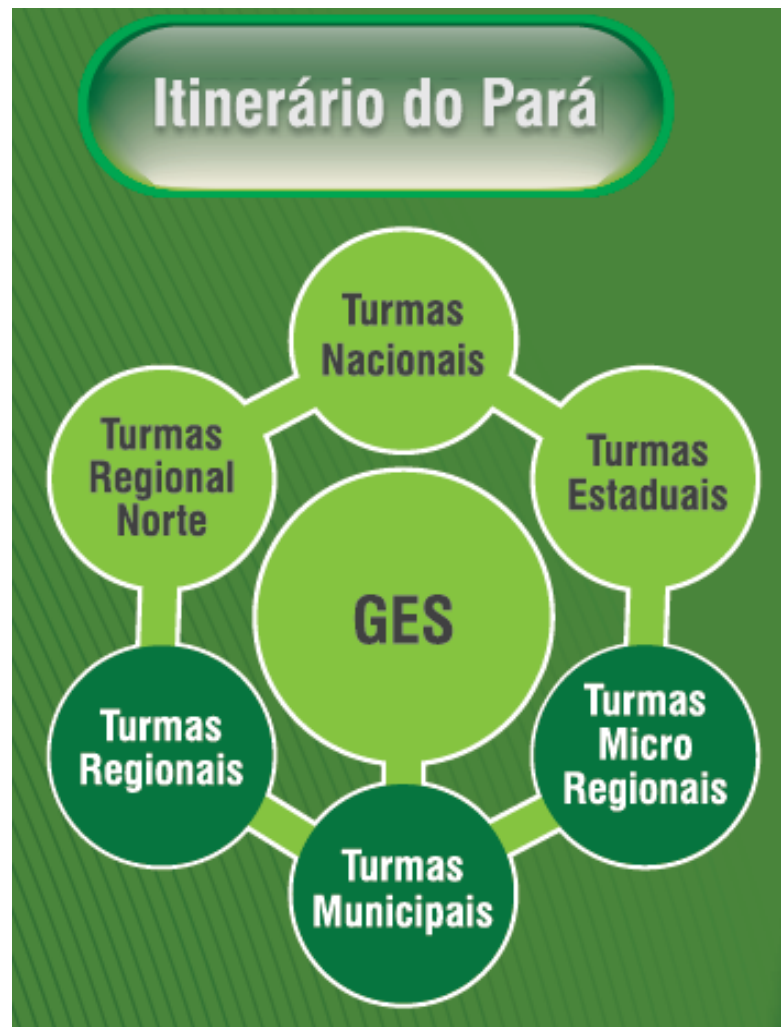 Itinerário do Pará
Turmas
Nacionais
Turmas
Regional
Norte
Turmas
Estaduais
GES
Turmas
Regionais
Turmas
Micro
Regionais
Turmas
Municipais